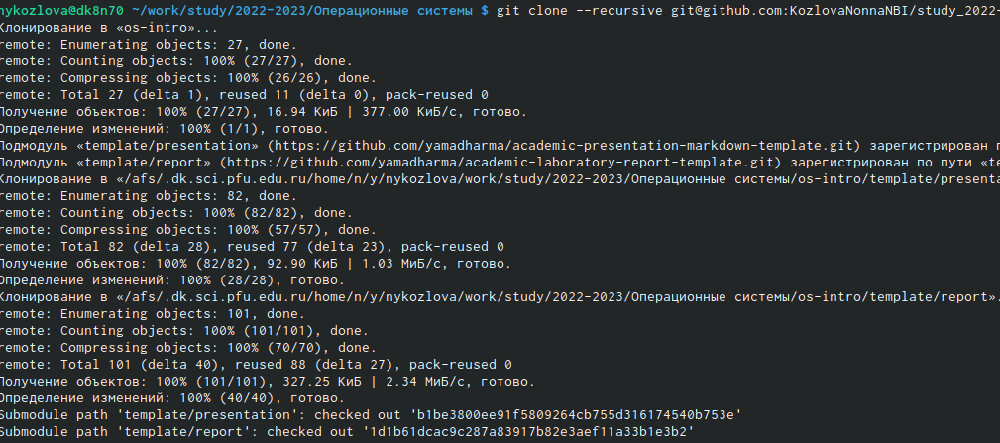 nykozlova@dk8n70 ~/work/study/2022-2023/Операционные системы $ git clone --recursive git@github.com:KozlovaNonnaNBI/study_2022-
Клонирование в «os-intro»...
remote: Enumerating objects: 27, done.
remote: Counting objects: 100% (27/27), done.
remote: Compressing objects: 100% (26/26), done.
remote: Total 27 (delta 1), reused 11 (delta 0), pack-reused 0
Получение объектов: 100% (27/27), 16.94 КиБ | 377.00 КиБ/с, готово.
Определение изменений: 100% (1/1), готово.
Подмодуль «template/presentation» (https://github.com/yamadharma/academic-presentation-markdown-template.git) зарегистрирован п
Подмодуль «template/report» (https://github.com/yamadharma/academic-laboratory-report-template.git) зарегистрирован по пути «te
Клонирование в «/afs/.dk.sci.pfu.edu.ru/home/n/y/nykozlova/work/study/2022-2023/Операционные системы/os-intro/template/presenta
remote: Enumerating objects: 82, done.
remote: Counting objects: 100% (82/82), done.
remote: Compressing objects: 100% (57/57), done.
remote: Total 82 (delta 28), reused 77 (delta 23), pack-reused 0
Получение объектов: 100% (82/82), 92.90 КиБ | 1.03 МиБ/с, готово.
Определение изменений: 100% (28/28), готово.
Клонирование в «/afs/.dk.sci.pfu.edu.ru/home/n/y/nykozlova/work/study/2022-2023/Операционные системы/os-intro/template/report».
remote: Enumerating objects: 101, done.
remote: Counting objects: 100% (101/101), done.
remote: Compressing objects: 100% (70/70), done.
remote: Total 101 (delta 40), reused 88 (delta 27), pack-reused 0
Получение объектов: 100% (101/101), 327.25 КиБ | 2.34 МиБ/с, готово.
Определение изменений: 100% (40/40), готово.
Submodule path 'template/presentation': checked out 'b1be3800ee91f5809264cb755d316174540b753e'
Submodule path 'template/report': checked out '1d1b61dcac9c287a83917b82e3aef11a33b1e3b2'